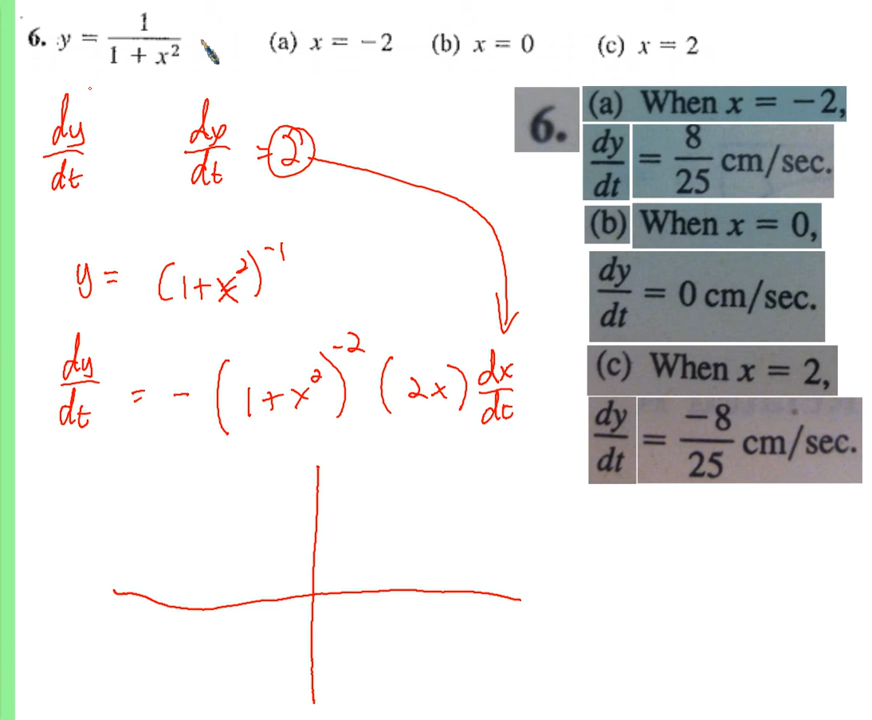 6. y = 1/(1 + x²) (a) x = −2 (b) x = 0 (c) x = 2
dy/dt dx/dt = 2
y = (1+x²)⁻¹
dy/dt = - (1+x²)⁻² (2x) dx/dt
6. (a) When x = −2,
dy/dt = 8/25 cm/sec.
(b) When x = 0,
dy/dt = 0 cm/sec.
(c) When x = 2,
dy/dt = −8/25 cm/sec.